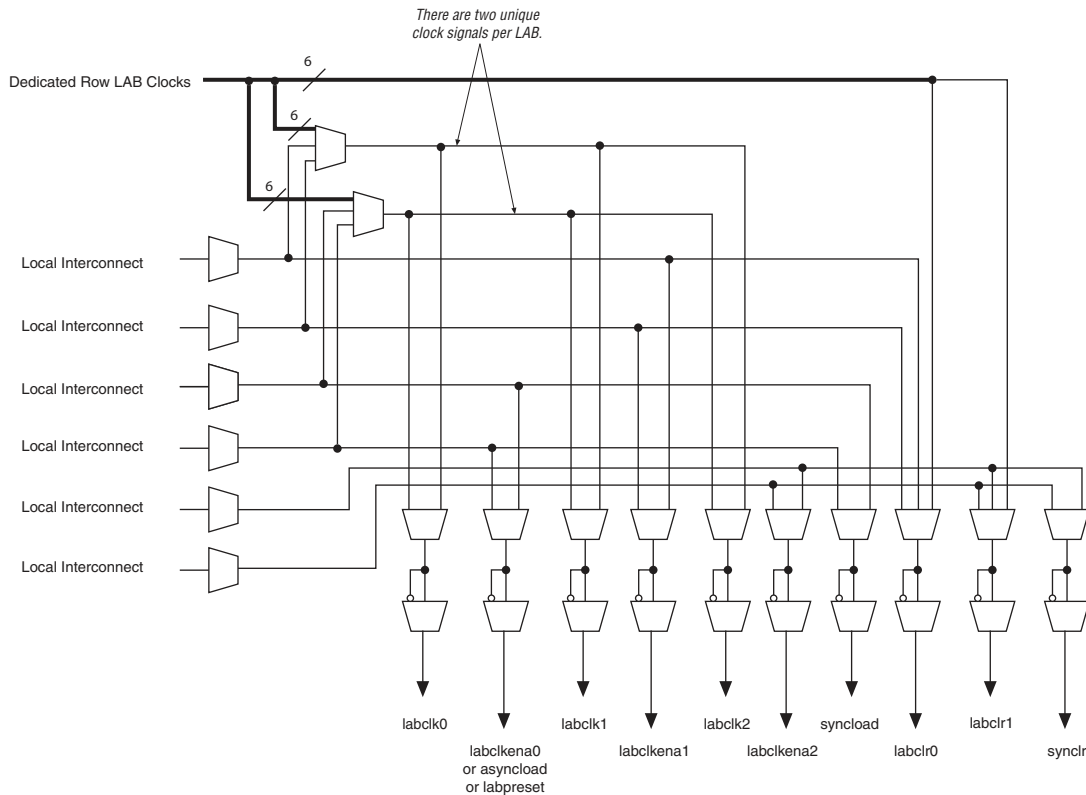 There are two unique
clock signals per LAB.
6
Dedicated Row LAB Clocks
6
6
Local Interconnect
Local Interconnect
Local Interconnect
Local Interconnect
Local Interconnect
Local Interconnect
labclk0
labclk1
labclk2
syncload
labclr1
labclkena0
or asyncload
or labpreset
labclkena1
labclkena2
labclr0
synclr